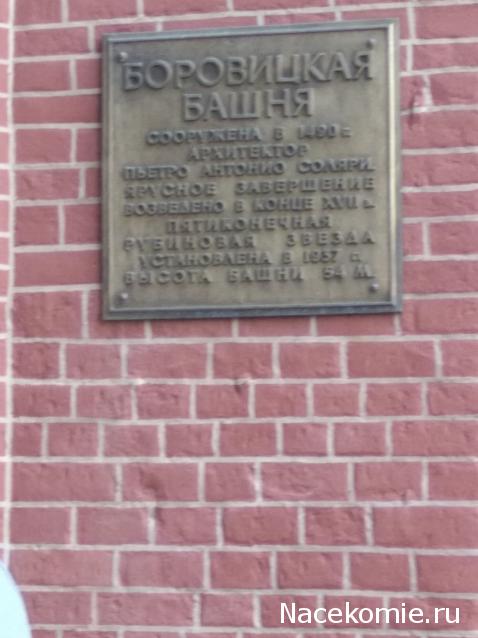 БОРОВИЦКАЯ
БАШНЯ
СООРУЖЕНА В 1490 г.
АРХИТЕКТОР
ПЬЕТРО АНТОНИО СОЛЯРИ.
ЯРУСНОЕ ЗАВЕРШЕНИЕ
ВОЗВЕДЕНО В КОНЦЕ XVII в.
ПЯТИКОНЕЧНАЯ
РУБИНОВАЯ ЗВЕЗДА
УСТАНОВЛЕНА В 1937 г.
ВЫСОТА БАШНИ 54 М.
Nacekomie.ru